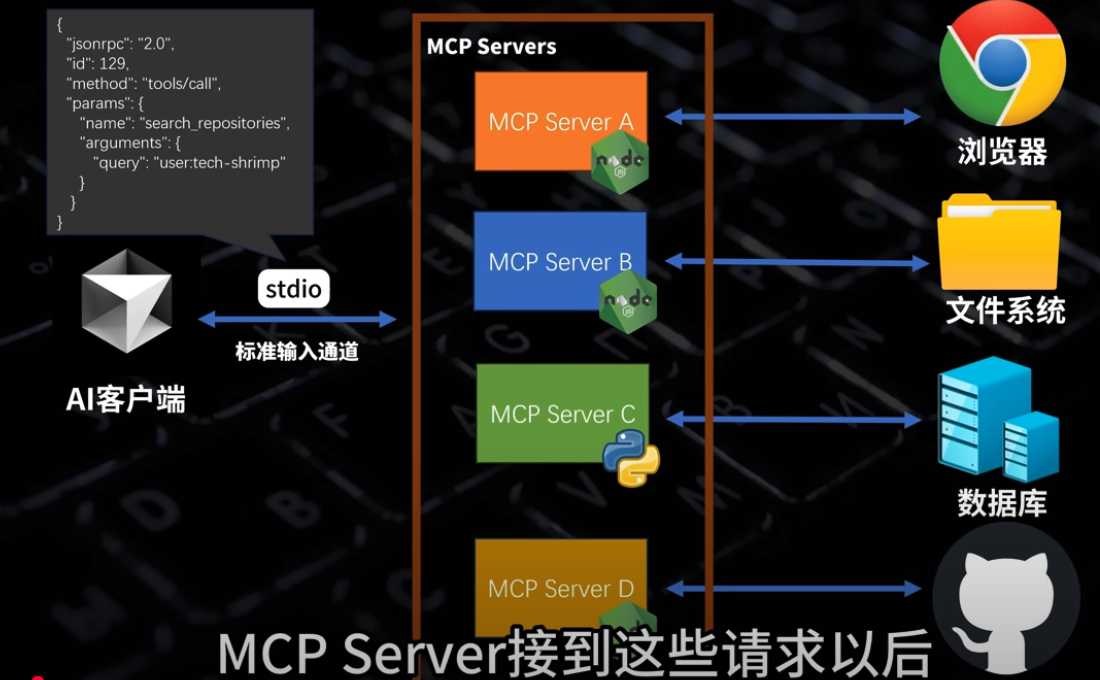 {
"jsonrpc": "2.0",
"id": 129,
"method": "tools/call",
"params": {
"name": "search_repositories",
"arguments": {
"query": "user:tech-shrimp"
}
}
}
AI客户端
stdio
标准输入通道
MCP Servers
MCP Server A
node
JS
MCP Server B
node
JS
MCP Server C
MCP Server D
浏览器
文件系统
数据库
MCP Server接到这些请求以后